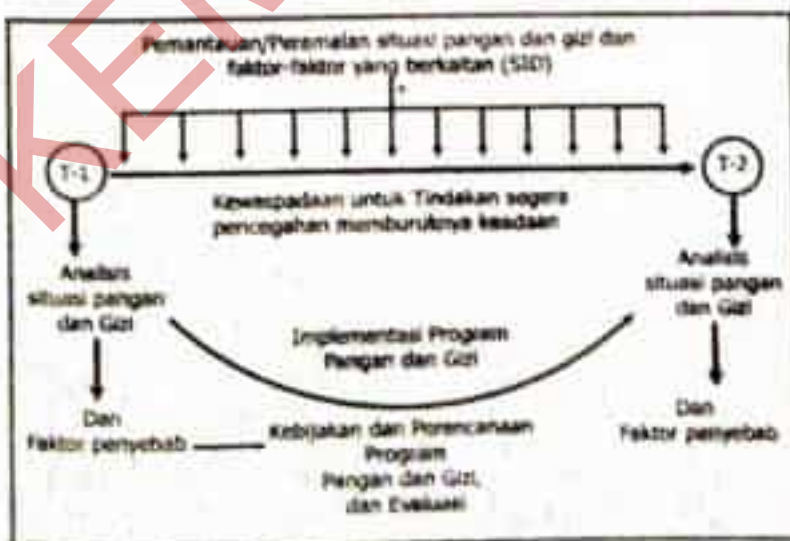 KEM
Pemantauan/Peramalan situasi pangan dan gizi dan
faktor-faktor yang berkaitan (SID)
T-1
T-2
Kewaspadaan untuk Tindakan segera
pencegahan memburuknya keadaan
Analisis
situasi pangan
dan Gizi
Analisis
situasi pangan
dan Gizi
Implementasi Program
Pangan dan Gizi
Dan
Faktor penyebab
Kebijakan dan Perencanaan
Program
Pangan dan Gizi,
dan Evaluasi
Dan
Faktor penyebab